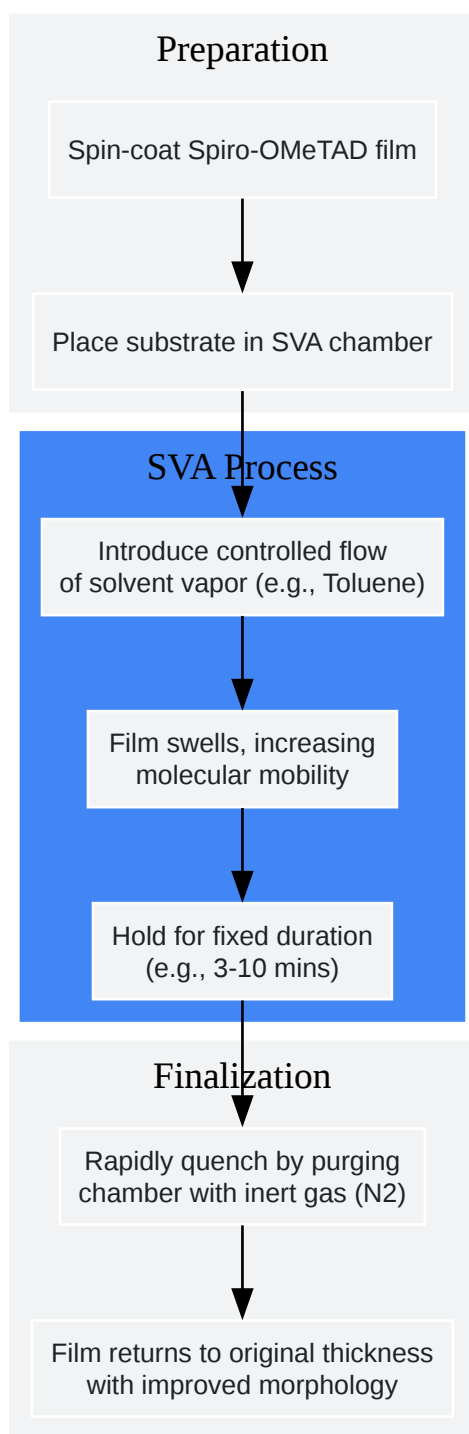 Preparation
Spin-coat Spiro-OMeTAD film
Place substrate in SVA chamber
SVA Process
Introduce controlled flow
of solvent vapor (e.g., Toluene)
Film swells, increasing
molecular mobility
Hold for fixed duration
(e.g., 3-10 mins)
Finalization
Rapidly quench by purging
chamber with inert gas (N2)
Film returns to original thickness
with improved morphology